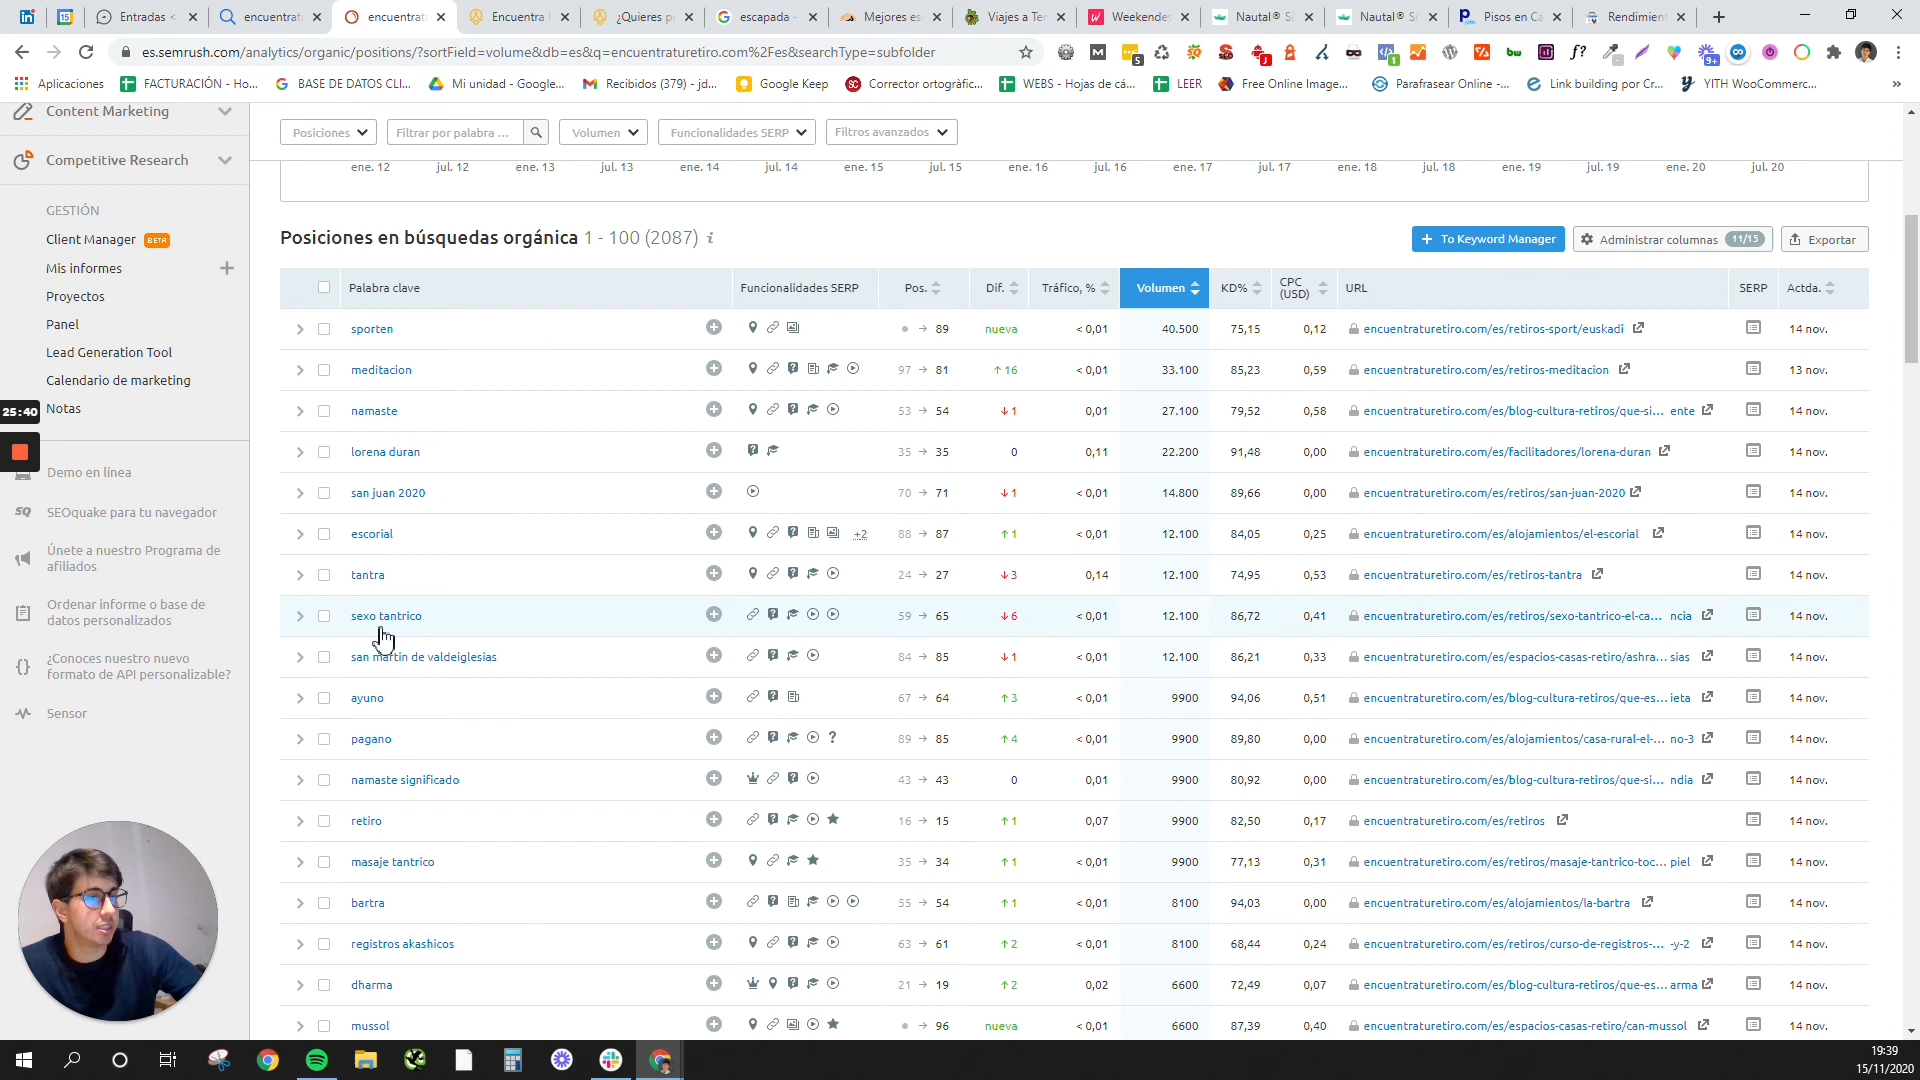 Entradas <
encuentrat
encuentrat
Encuentra
¿Quieres p
escapada -
Mejores es
Viajes a Ter
Weekende
Nautal® S
Nautal® S
Pisos en C
Rendimien
es.semrush.com/analytics/organic/positions/?sortField=volume&db=es&q=encuentraturetiro.com%2Fes&searchType=subfolder
Aplicaciones
FACTURACIÓN - Ho...
BASE DE DATOS CLI...
Mi unidad - Google...
Recibidos (379) - jd...
Google Keep
Corrector ortogràfic...
WEBS - Hojas de cá...
LEER
Free Online Image...
Parafrasear Online -...
Link building por Cr...
YITH WooCommerc...
»
Content Marketing
Competitive Research
GESTIÓN
Client Manager BETA
Mis informes
Proyectos
Panel
Lead Generation Tool
Calendario de marketing
25:40
Notas
Demo en línea
SEOquake para tu navegador
Únete a nuestro Programa de
afiliados
Ordenar informe o base de
datos personalizados
¿Conoces nuestro nuevo
formato de API personalizable?
Sensor
Posiciones
Filtrar por palabra ...
Volumen
Funcionalidades SERP
Filtros avanzados
ene. 12 jul. 12 ene. 13 jul. 13 ene. 14 jul. 14 ene. 15 jul. 15 ene. 16 jul. 16 ene. 17 jul. 17 ene. 18 jul. 18 jul. 19 ene. 20 jul. 20
Posiciones en búsquedas orgánica 1 - 100 (2087) i
+ To Keyword Manager
Administrar columnas 11/15
Exportar
Palabra clave Funcionalidades SERP Pos. Dif. Tráfico, % Volumen KD% CPC (USD) URL SERP Actda.
sporten • → 89 nueva < 0,01 40.500 75,15 0,12 encuentraturetiro.com/es/retiros-sport/euskadi 14 nov.
meditacion 97 → 81 ↑ 16 < 0,01 33.100 85,23 0,59 encuentraturetiro.com/es/retiros-meditacion 13 nov.
namaste 53 → 54 ↓ 1 0,01 27.100 79,52 0,58 encuentraturetiro.com/es/blog-cultura-retiros/que-si... ente 14 nov.
lorena duran 35 → 35 0 0,11 22.200 91,48 0,00 encuentraturetiro.com/es/facilitadores/lorena-duran 14 nov.
san juan 2020 70 → 71 ↓ 1 < 0,01 14.800 89,66 0,00 encuentraturetiro.com/es/retiros/san-juan-2020 14 nov.
escorial +2 88 → 87 ↑ 1 < 0,01 12.100 84,05 0,25 encuentraturetiro.com/es/alojamientos/el-escorial 14 nov.
tantra 24 → 27 ↓ 3 0,14 12.100 74,95 0,53 encuentraturetiro.com/es/retiros-tantra 14 nov.
sexo tantrico 59 → 65 ↓ 6 < 0,01 12.100 86,72 0,41 encuentraturetiro.com/es/retiros/sexo-tantrico-el-ca... ncia 14 nov.
san martin de valdeiglesias 84 → 85 ↓ 1 < 0,01 12.100 86,21 0,33 encuentraturetiro.com/es/espacios-casas-retiro/ashra... sias 14 nov.
ayuno 67 → 64 ↑ 3 < 0,01 9900 94,06 0,51 encuentraturetiro.com/es/blog-cultura-retiros/que-es... ieta 14 nov.
pagano 89 → 85 ↑ 4 < 0,01 9900 89,80 0,00 encuentraturetiro.com/es/alojamientos/casa-rural-el-... no-3 14 nov.
namaste significado 43 → 43 0 0,01 9900 80,92 0,00 encuentraturetiro.com/es/blog-cultura-retiros/que-si... ndia 14 nov.
retiro 16 → 15 ↑ 1 0,07 9900 82,50 0,17 encuentraturetiro.com/es/retiros 14 nov.
masaje tantrico 35 → 34 ↑ 1 < 0,01 9900 77,13 0,31 encuentraturetiro.com/es/retiros/masaje-tantrico-toc... piel 14 nov.
bartra 55 → 54 ↑ 1 < 0,01 8100 94,03 0,00 encuentraturetiro.com/es/alojamientos/la-bartra 14 nov.
registros akashicos 63 → 61 ↑ 2 < 0,01 8100 68,44 0,24 encuentraturetiro.com/es/retiros/curso-de-registros-... -y-2 14 nov.
dharma 21 → 19 ↑ 2 0,02 6600 72,49 0,07 encuentraturetiro.com/es/blog-cultura-retiros/que-es... arma 14 nov.
mussol • → 96 nueva < 0,01 6600 87,39 0,40 encuentraturetiro.com/es/espacios-casas-retiro/can-mussol 14 nov.
19:39
15/11/2020